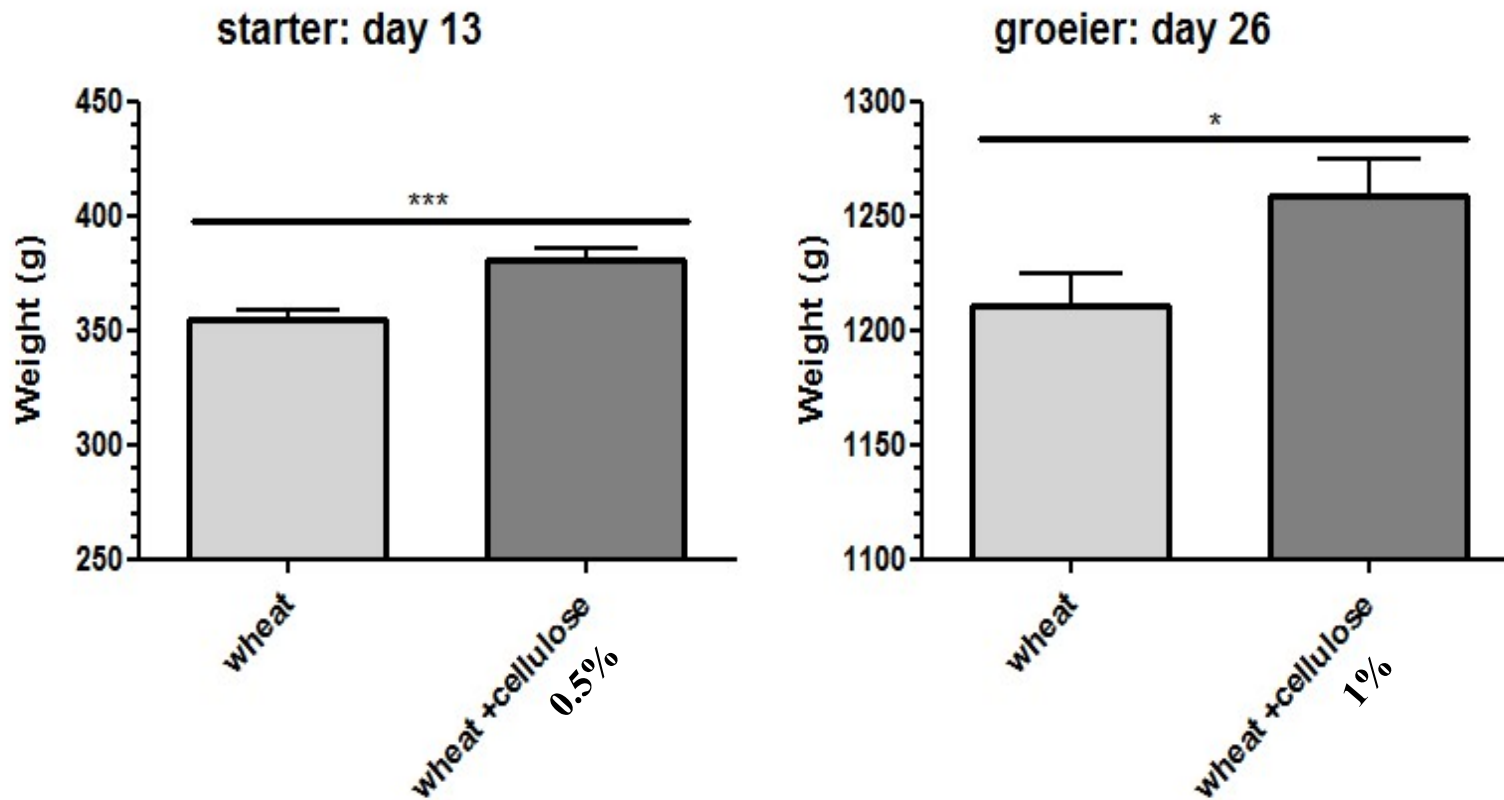 starter: day 13
450
400
350
300
250
Weight (g)
***
wheat
wheat +cellulose
0.5%
groeier: day 26
1300
1250
1200
1150
1100
Weight (g)
*
wheat
wheat +cellulose
1%